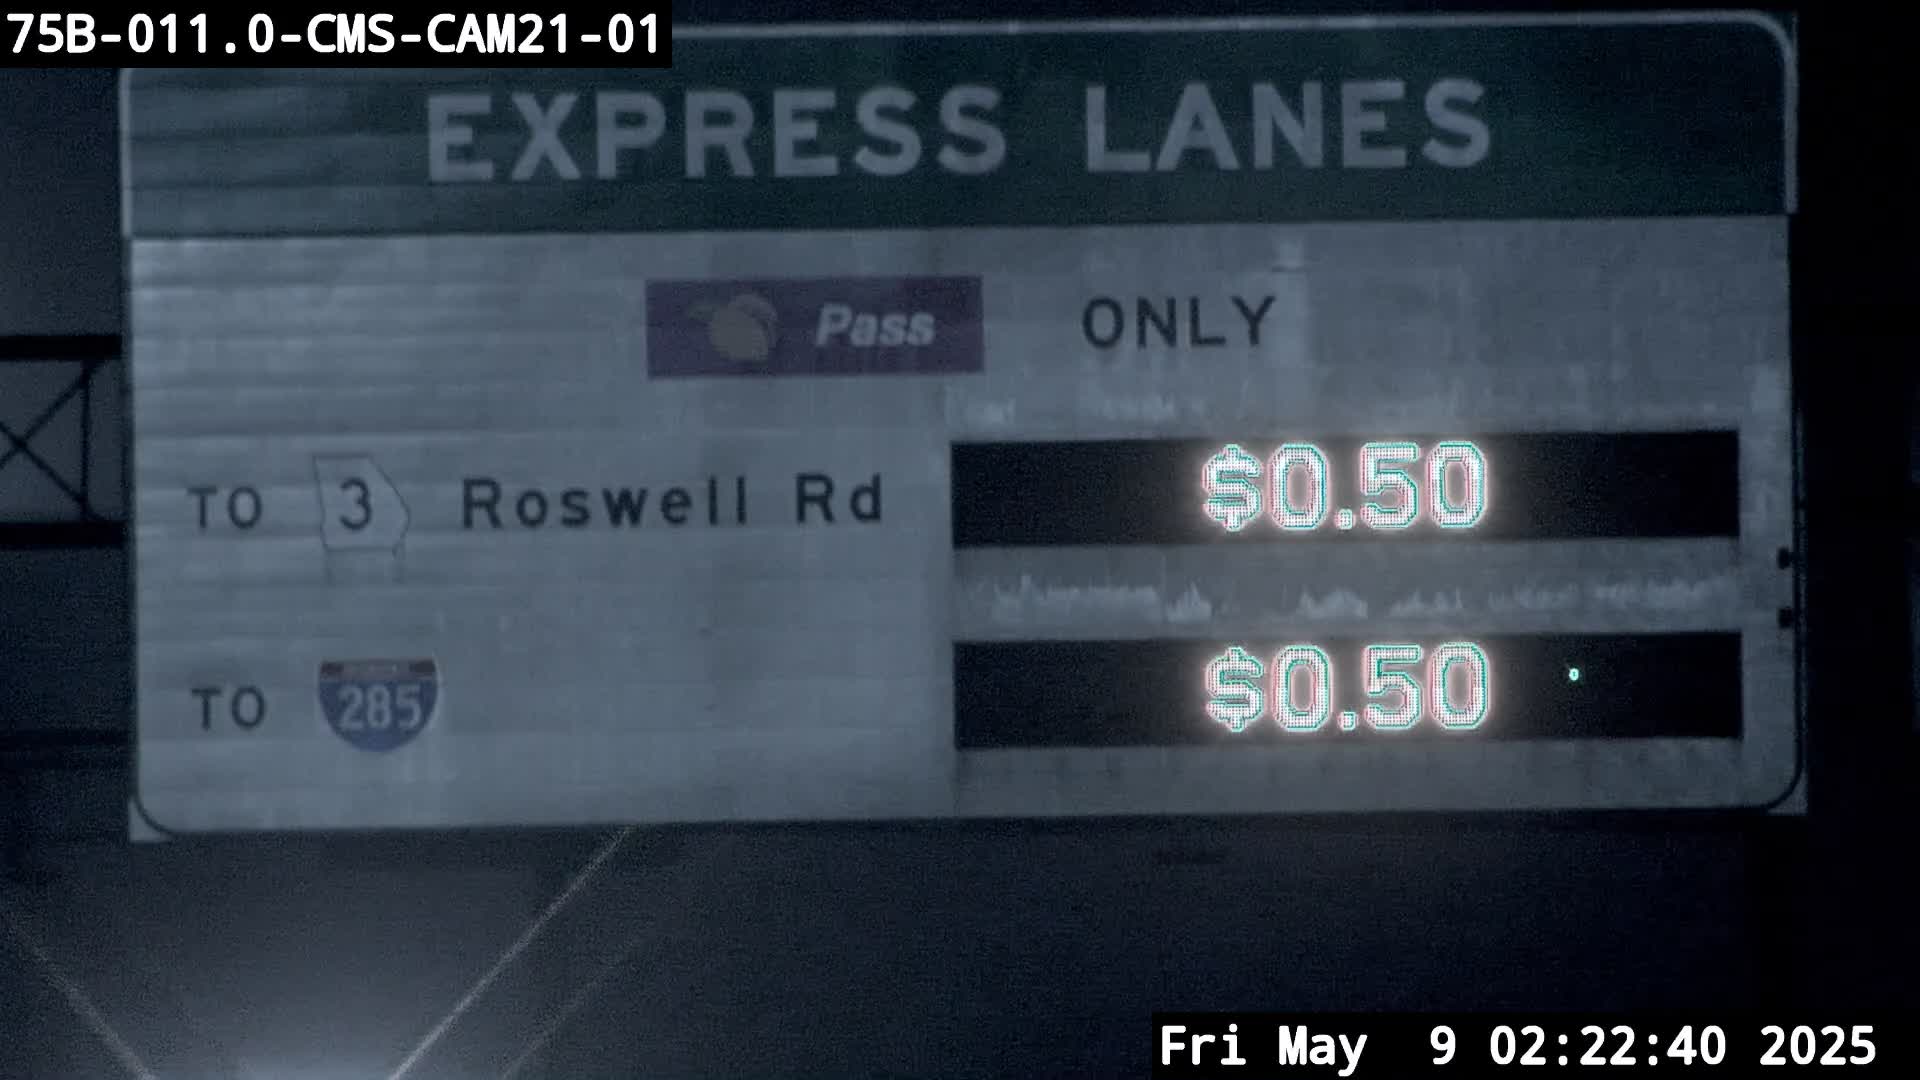 75B-011.0-CMS-CAM21-01
EXPRESS LANES
Pass ONLY
TO 3 Roswell Rd $0.50
TO 285 $0.50
Fri May 9 02:22:40 2025